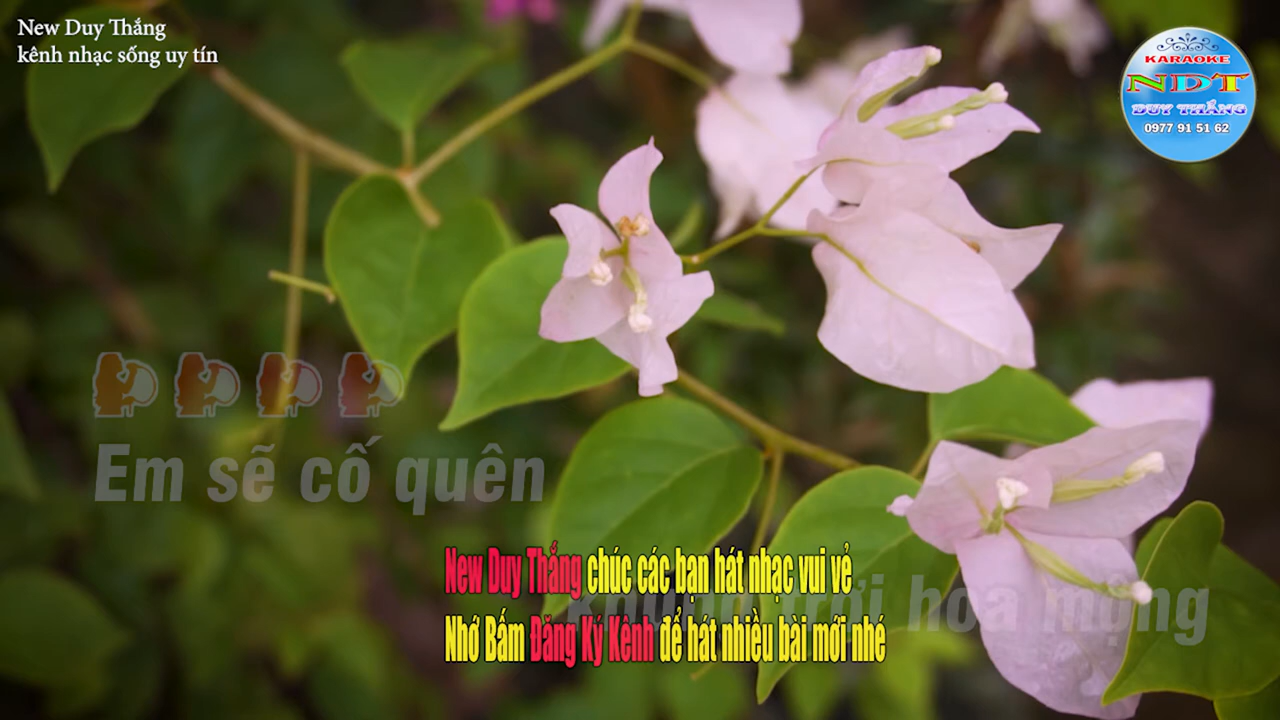 New Duy Thắng
kênh nhạc sống uy tín
KARAOKE
NDT
DUY THẮNG
0977 91 51 62
Em sẽ cố quên
New Duy Thắng chúc các bạn hát nhạc vui vẻ
hoa mộng
Nhớ Bấm Đăng Ký Kênh để hát nhiều bài mới nhé